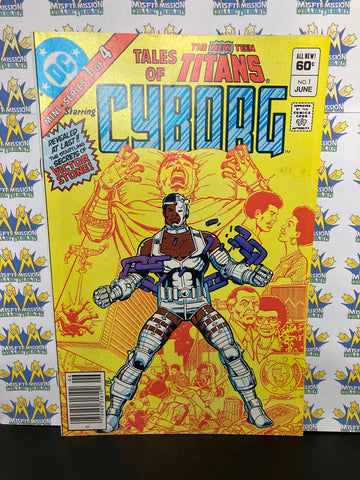 DC
MINI-SERIES 1 OF 4
TALES OF
THE NEW TEEN
TITANS
ALL NEW!
60¢
NO. 1
JUNE
APPROVED
BY THE
COMICS
CODE
AUTHORITY
Starring
CYBORG
REVEALED
AT LAST!
THE STARTLING
SECRETS OF
VICTOR
STONE!
MISFIT MISSION
COLLECTIBLES